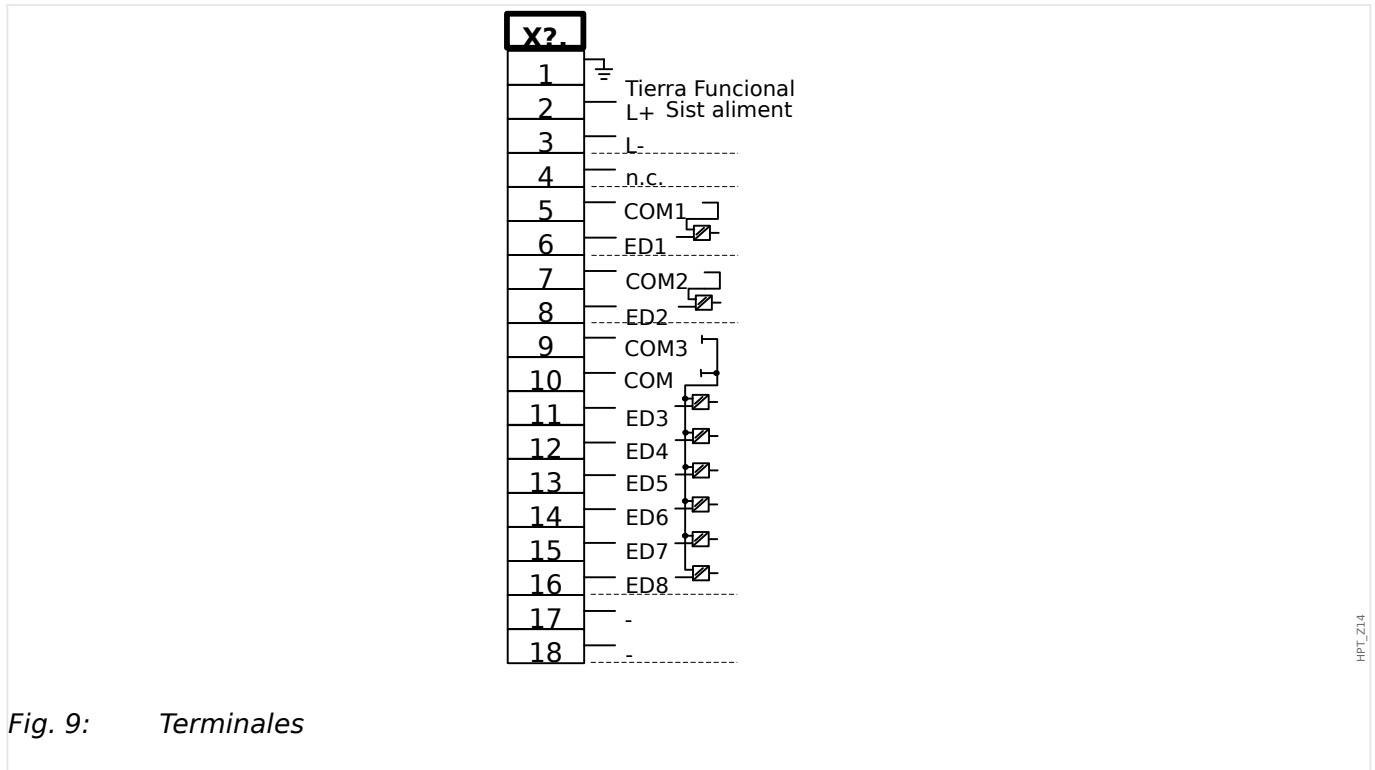 X?.
1
Tierra Funcional
2 L+ Sist aliment
3 L-
4 n.c.
5 COM1
6 ED1
7 COM2
8 ED2
9 COM3
10 COM
11 ED3
12 ED4
13 ED5
14 ED6
15 ED7
16 ED8
17 -
18 -
HPT_Z14
Fig. 9: Terminales